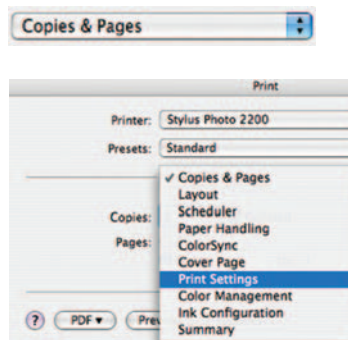 Copies & Pages
Print
Printer: Stylus Photo 2200
Presets: Standard
✓ Copies & Pages
Layout
Copies: Scheduler
Pages: Paper Handling
ColorSync
Cover Page
Print Settings
Color Management
Ink Configuration
Summary
? PDF ▼